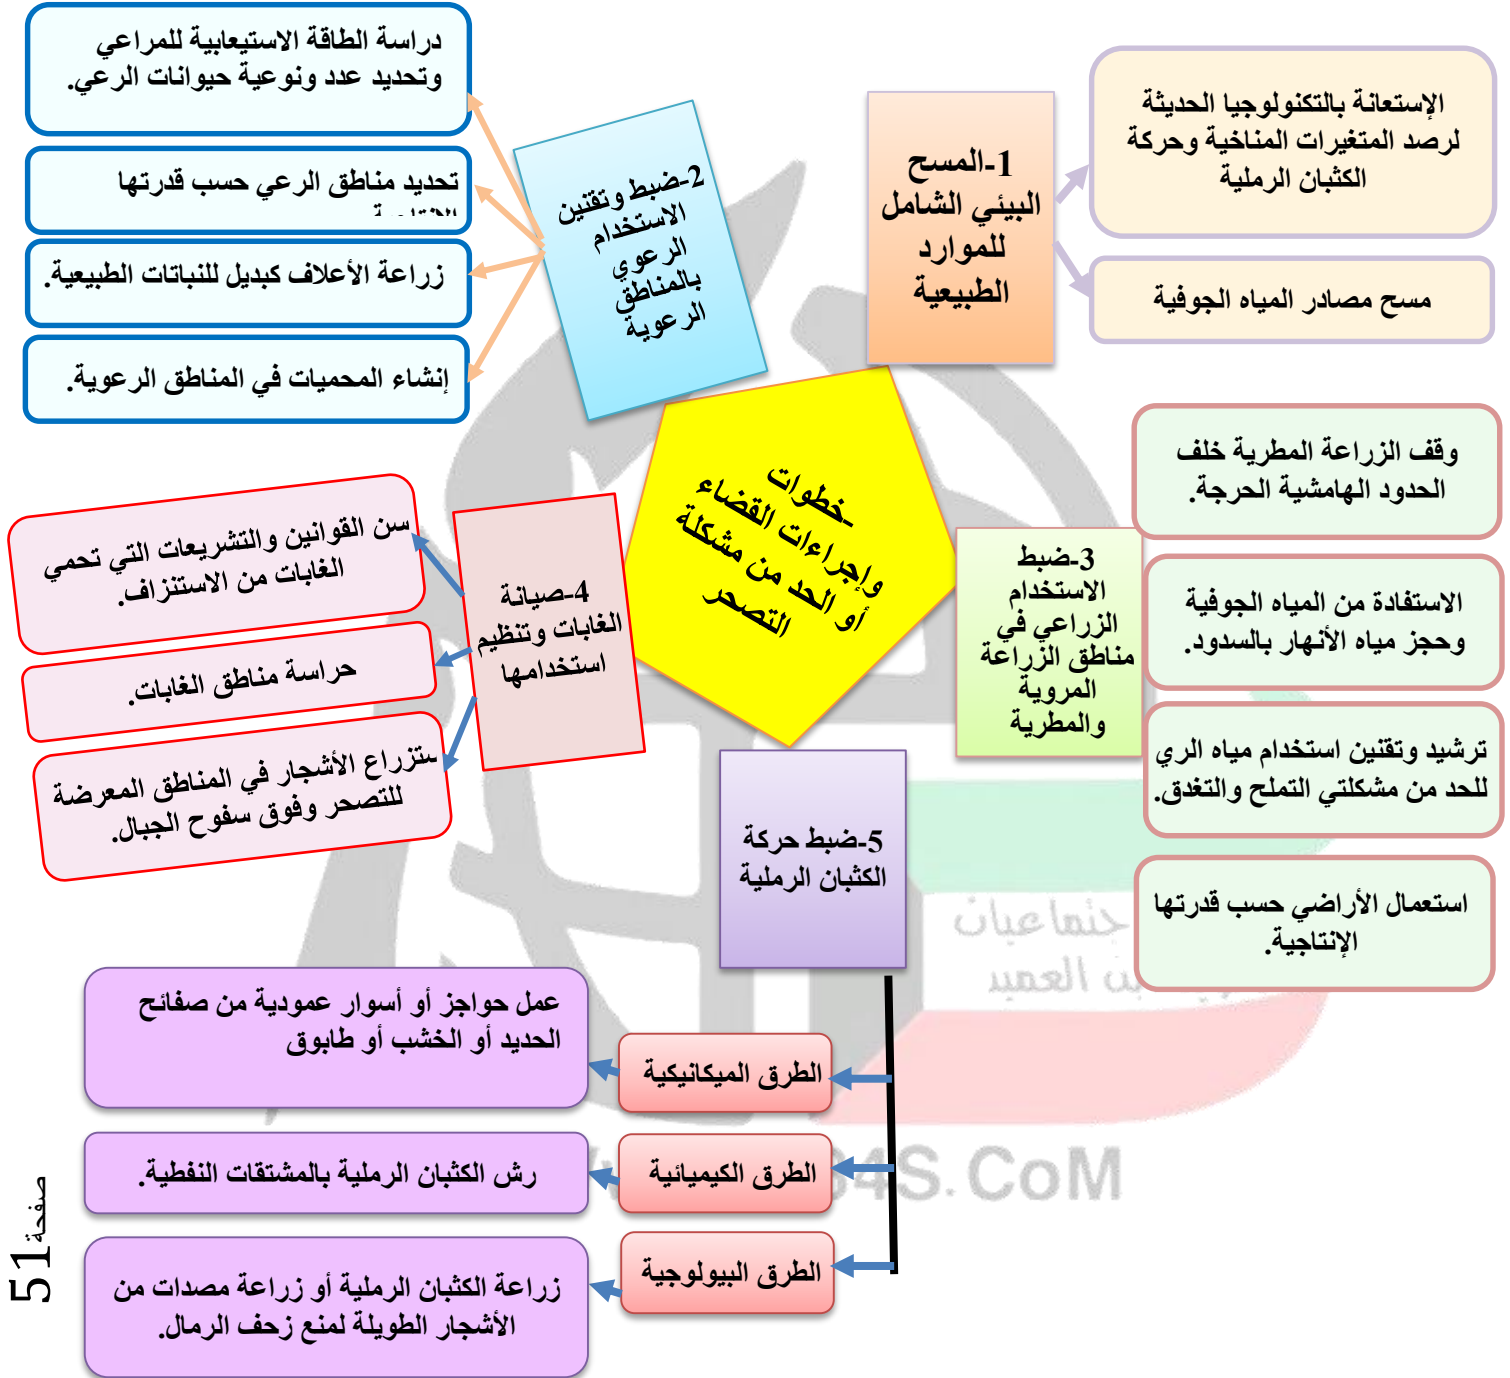 -خطوات
وإجراءات القضاء
أو الحد من مشكلة
التصحر
1-المسح
البيئي الشامل
للموارد
الطبيعية
الإستعانة بالتكنولوجيا الحديثة
لرصد المتغيرات المناخية وحركة
الكثبان الرملية
مسح مصادر المياه الجوفية
2-ضبط وتقنين
الاستخدام
الرعوي
بالمناطق
الرعوية
دراسة الطاقة الاستيعابية للمراعي
وتحديد عدد ونوعية حيوانات الرعي.
تحديد مناطق الرعي حسب قدرتها
زراعة الأعلاف كبديل للنباتات الطبيعية.
إنشاء المحميات في المناطق الرعوية.
3-ضبط
الاستخدام
الزراعي في
مناطق الزراعة
المروية
والمطرية
وقف الزراعة المطرية خلف
الحدود الهامشية الحرجة.
الاستفادة من المياه الجوفية
وحجز مياه الأنهار بالسدود.
ترشيد وتقنين استخدام مياه الري
للحد من مشكلتي التملح والتغدق.
استعمال الأراضي حسب قدرتها
الإنتاجية.
4-صيانة
الغابات وتنظيم
استخدامها
سن القوانين والتشريعات التي تحمي
الغابات من الاستنزاف.
حراسة مناطق الغابات.
ستزراع الأشجار في المناطق المعرضة
للتصحر وفوق سفوح الجبال.
5-ضبط حركة
الكثبان الرملية
الطرق الميكانيكية
عمل حواجز أو أسوار عمودية من صفائح
الحديد أو الخشب أو طابوق
الطرق الكيميائية
رش الكثبان الرملية بالمشتقات النفطية.
الطرق البيولوجية
زراعة الكثبان الرملية أو زراعة مصدات من
الأشجار الطويلة لمنع زحف الرمال.
جتماعيات
العميد
4S.CoM
صفحة 51